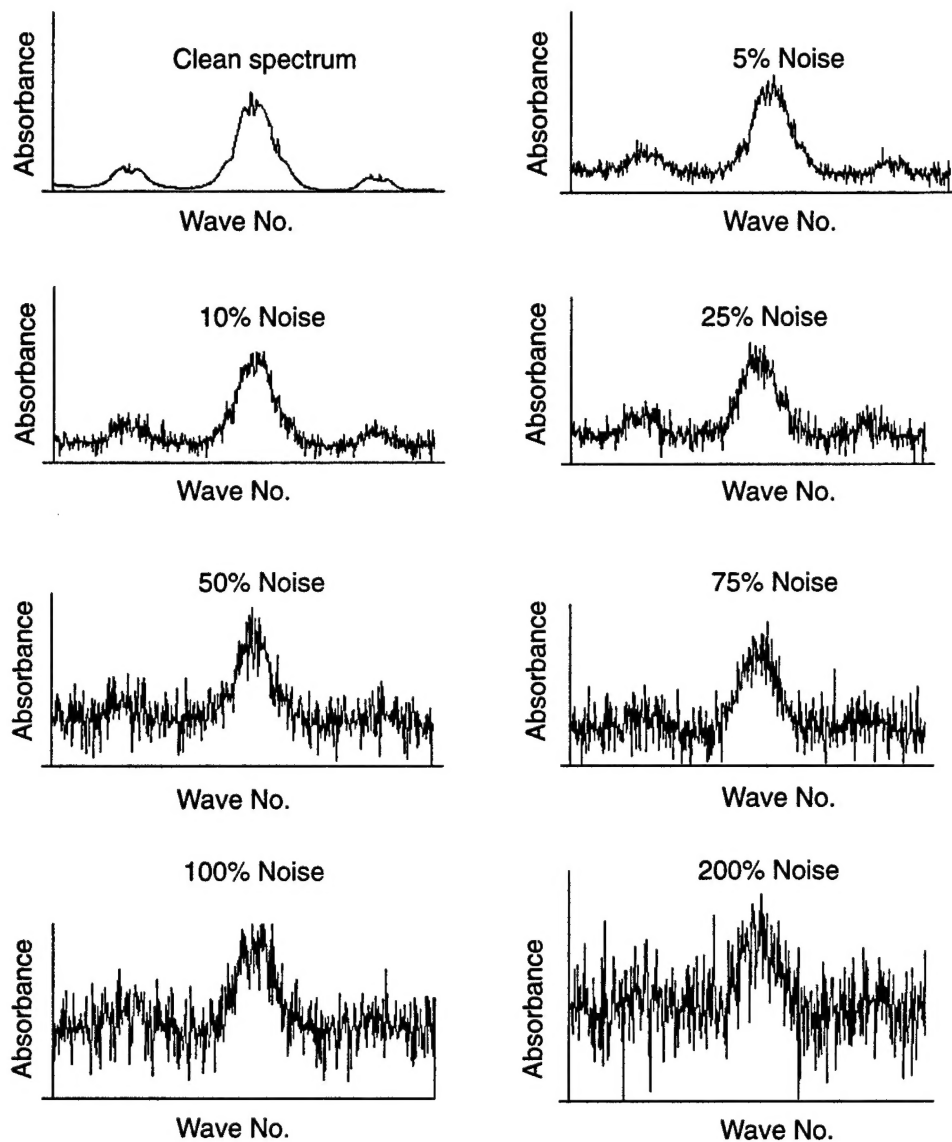 Clean spectrum
Absorbance
Wave No.
5% Noise
Absorbance
Wave No.
10% Noise
Absorbance
Wave No.
25% Noise
Absorbance
Wave No.
50% Noise
Absorbance
Wave No.
75% Noise
Absorbance
Wave No.
100% Noise
Absorbance
Wave No.
200% Noise
Absorbance
Wave No.